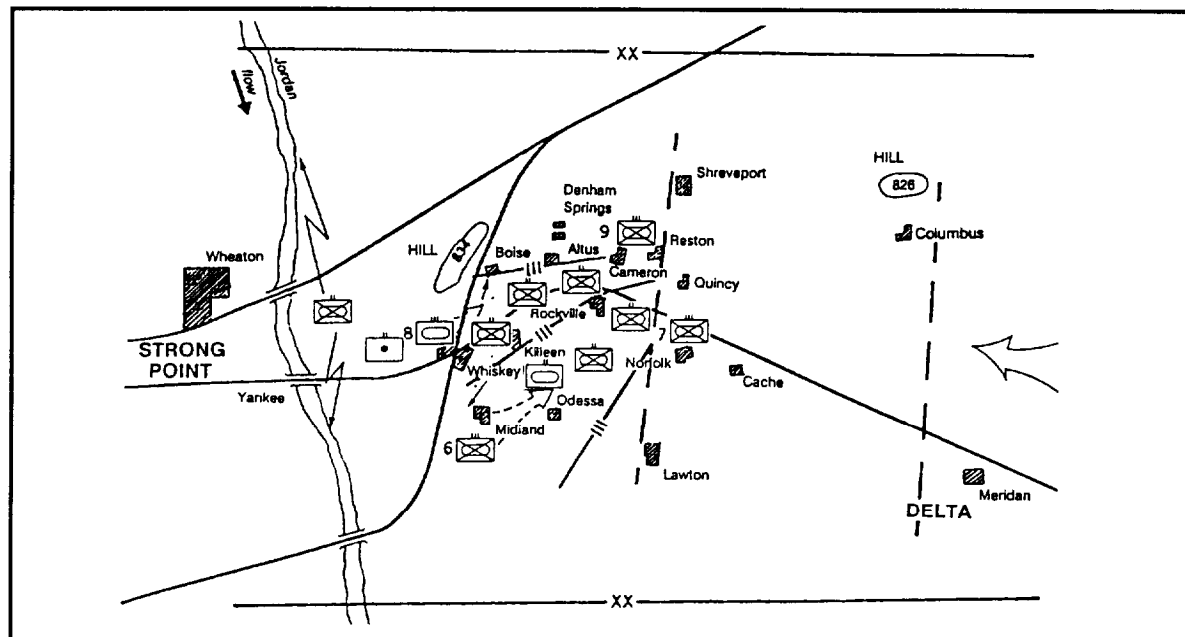 XX
Jordan
flow
HILL
826
Shreveport
Denham
Springs
9
Columbus
HILL
Boise
Altus
Reston
Wheaton
Cameron
Quincy
Rockville
8
7
STRONG
POINT
Killeen
Norfolk
Whiskey
Cache
Yankee
Odessa
Midland
6
Lawton
Meridan
DELTA
XX